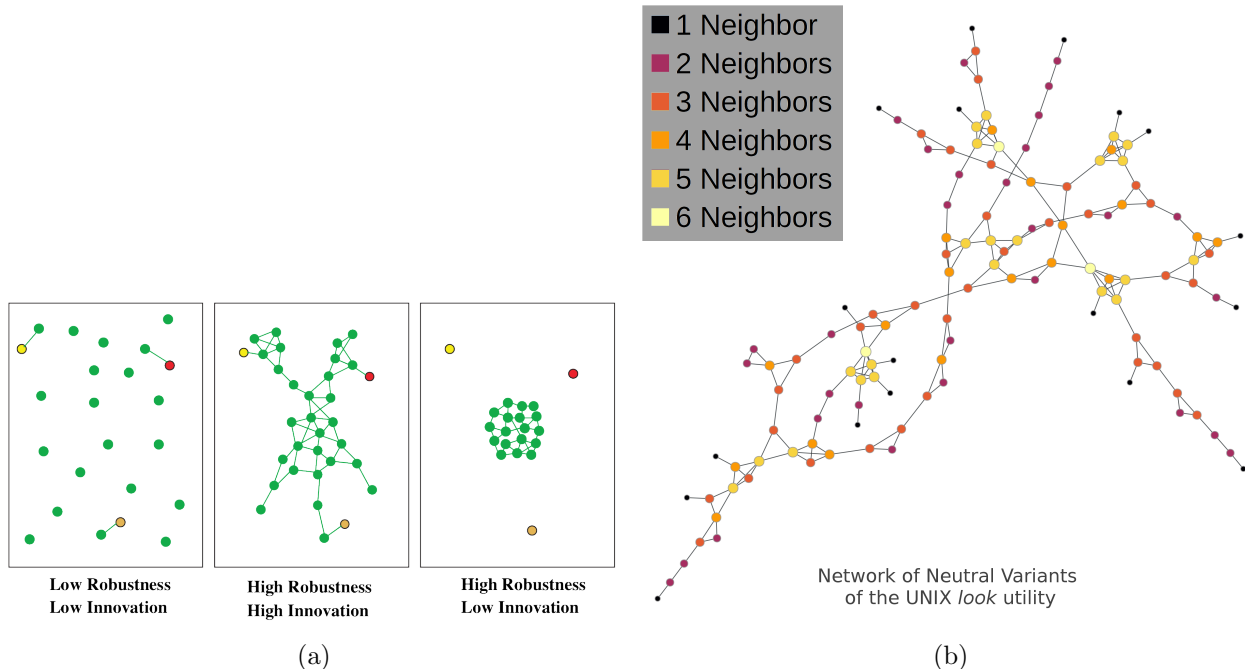 1 Neighbor
2 Neighbors
3 Neighbors
4 Neighbors
5 Neighbors
6 Neighbors
Low Robustness
Low Innovation
High Robustness
High Innovation
High Robustness
Low Innovation
Network of Neutral Variants
of the UNIX look utility
(a)
(b)